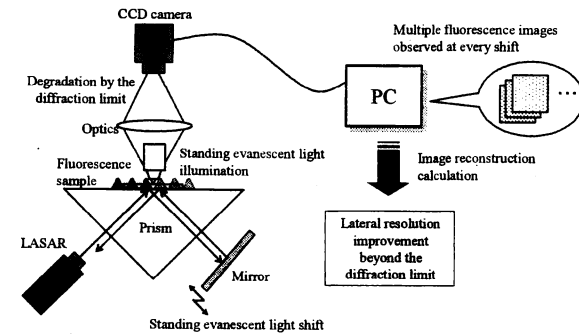 CCD camera
Multiple fluorescence images
observed at every shift
Degradation by the
diffraction limit
PC
...
Optics
Fluorescence
sample
Standing evanescent light
illumination
Image reconstruction
calculation
LASAR
Prism
Mirror
Lateral resolution
improvement
beyond the
diffraction limit
Standing evanescent light shift